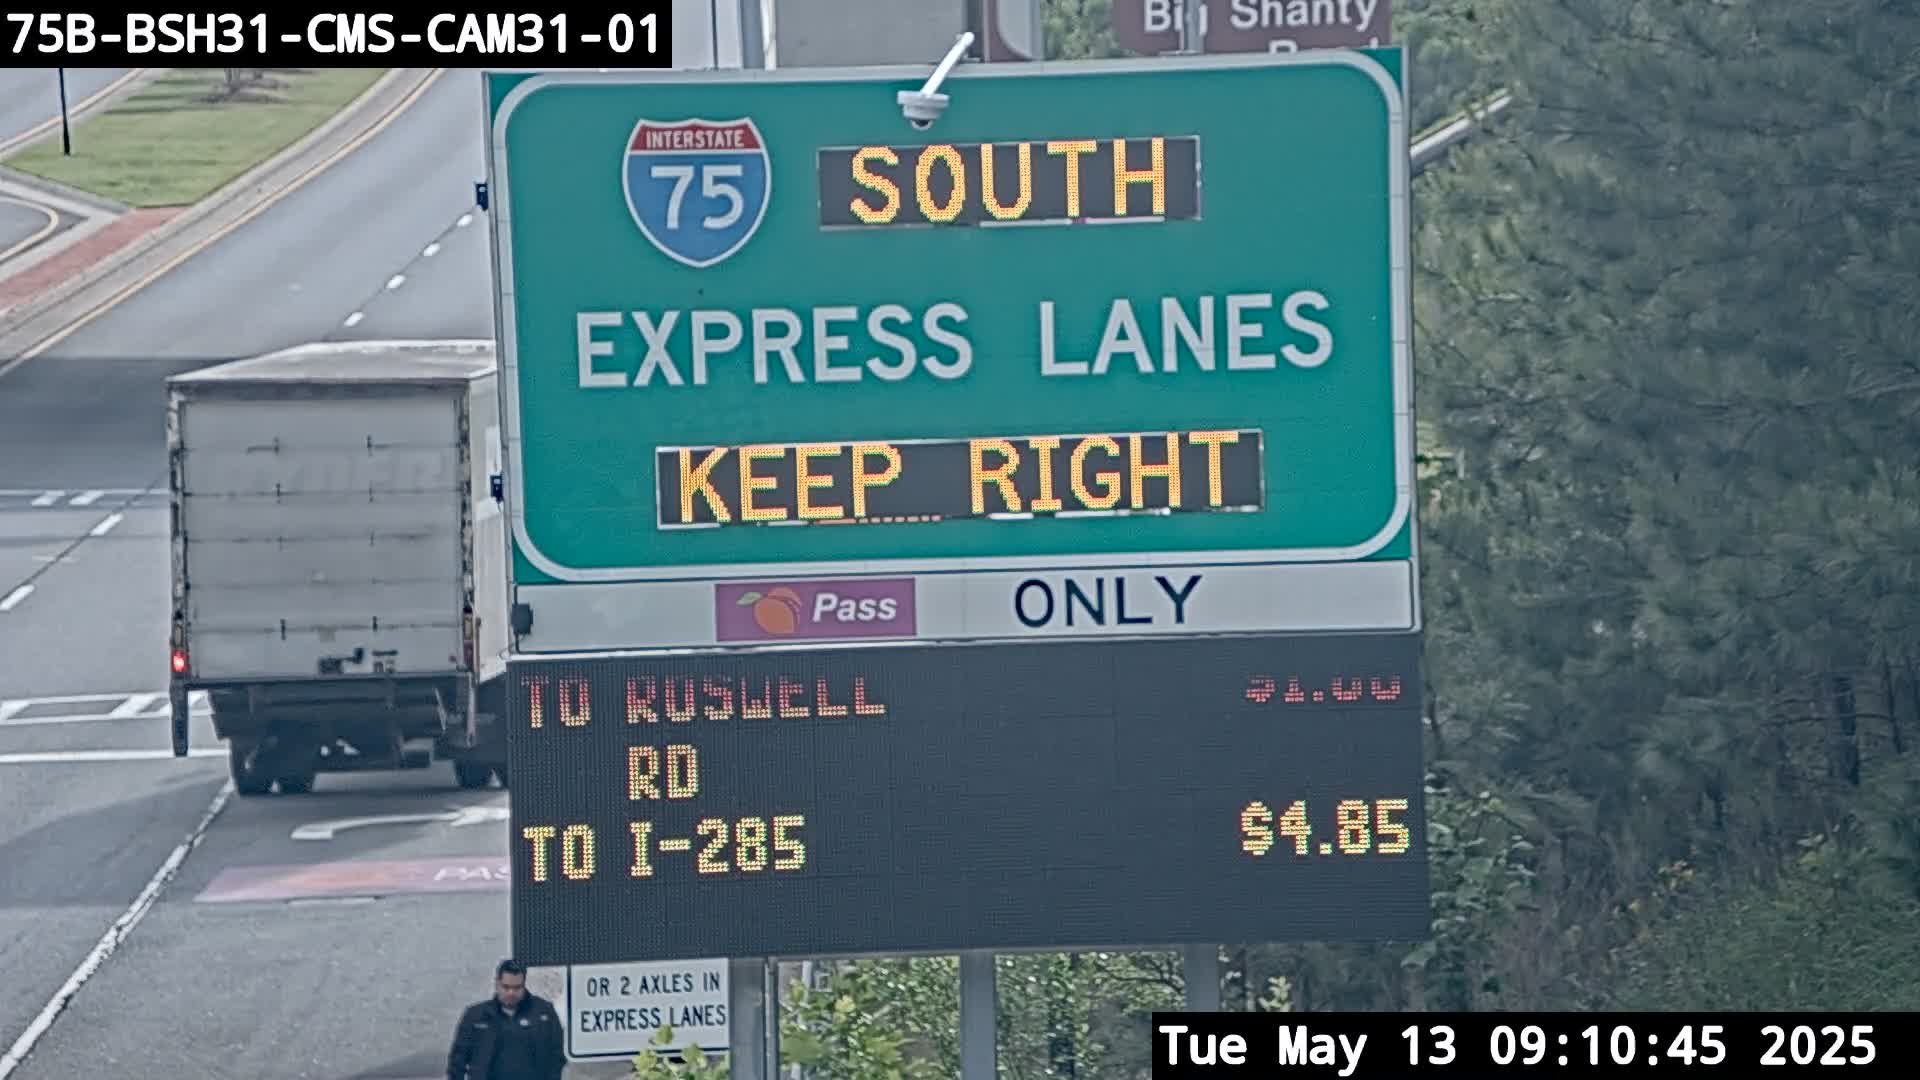 75B-BSH31-CMS-CAM31-01
Big Shanty
Road
INTERSTATE
75
SOUTH
EXPRESS LANES
KEEP RIGHT
Pass ONLY
TO ROSWELL
RD
TO I-285 $4.85
OR 2 AXLES IN
EXPRESS LANES
Tue May 13 09:10:45 2025